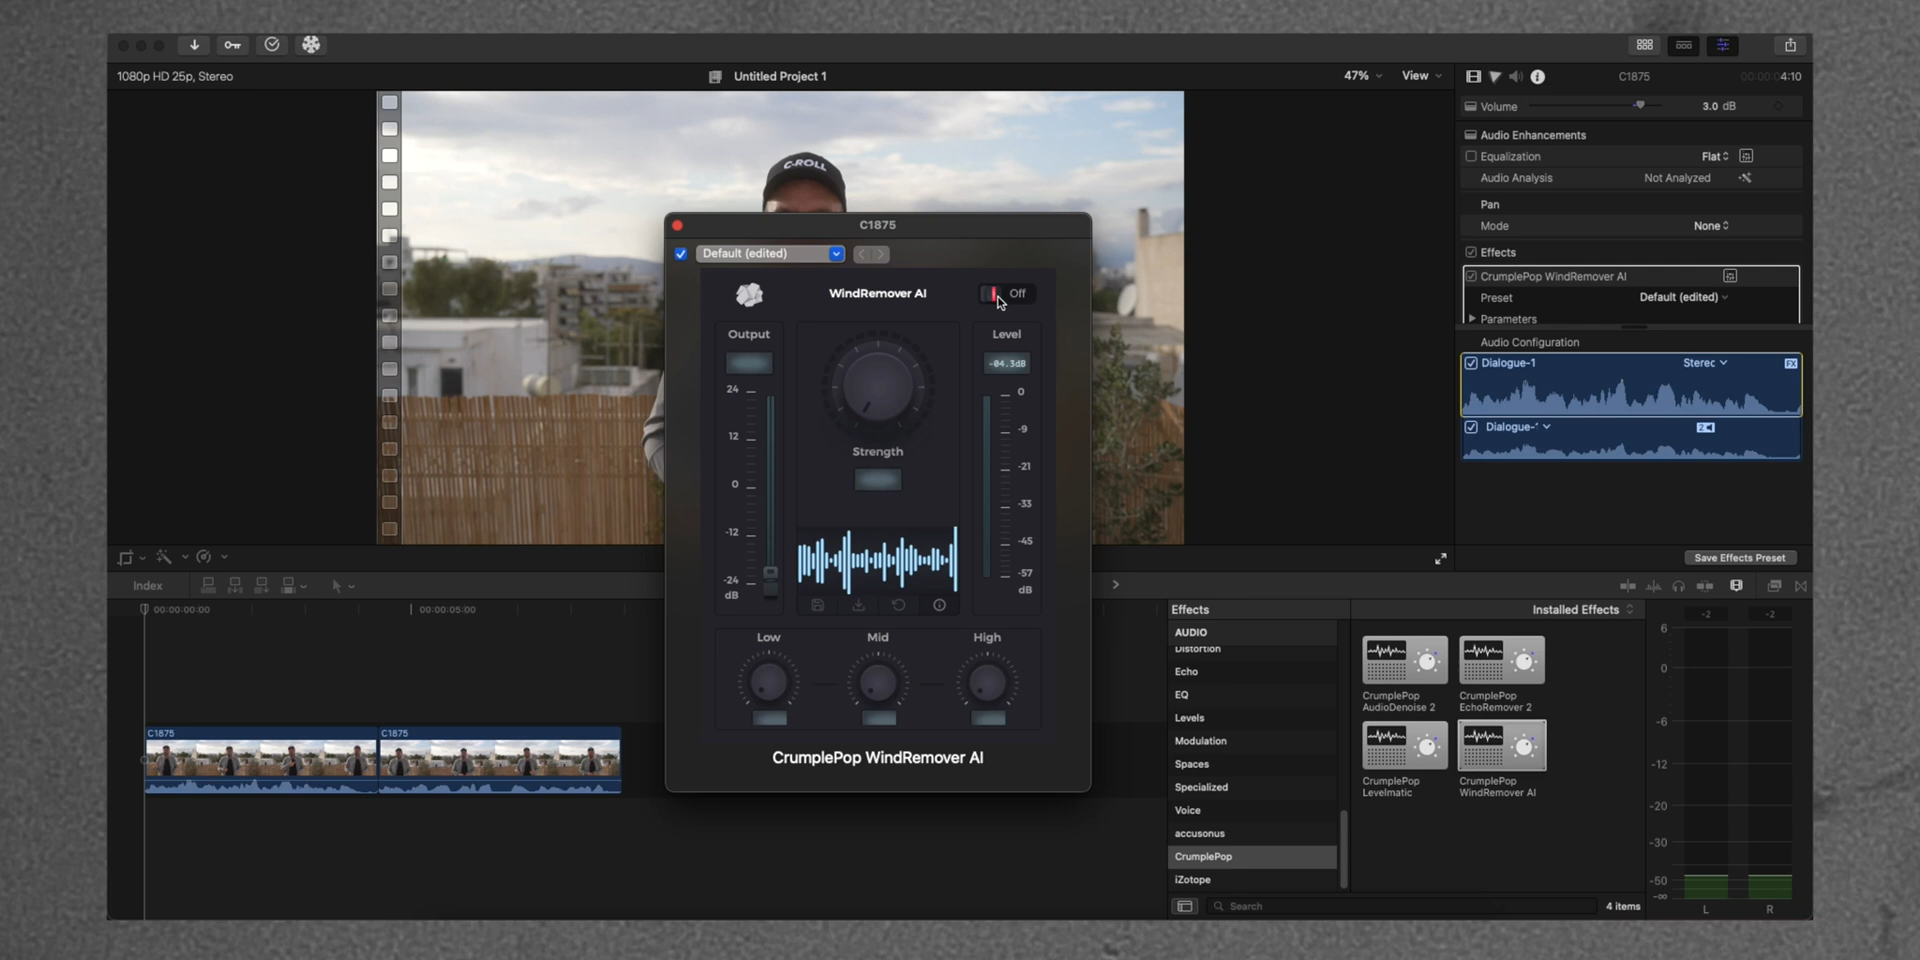 1080p HD 25p, Stereo
Untitled Project 1
47%
View
C1875
00:00:04:10
Volume
3.0 dB
Audio Enhancements
Equalization
Flat
Audio Analysis
Not Analyzed
Pan
Mode
None
Effects
CrumplePop WindRemover AI
Preset
Default (edited)
Parameters
Audio Configuration
Dialogue-1
Stereo
FX
Dialogue-
2
Save Effects Preset
C-ROLL
C1875
Default (edited)
WindRemover AI
Off
Output
24
12
0
-12
-24
dB
Strength
Level
-04.3dB
0
-9
-21
-33
-45
-57
dB
Low
Mid
High
CrumplePop WindRemover AI
Index
00:00:00:00
00:00:05:00
C1875
C1875
Effects
Installed Effects
AUDIO
Distortion
Echo
EQ
Levels
Modulation
Spaces
Specialized
Voice
accusonus
CrumplePop
iZotope
CrumplePop
AudioDenoise 2
CrumplePop
EchoRemover 2
CrumplePop
Levelmatic
CrumplePop
WindRemover AI
Search
4 items
-2
-2
6
0
-6
-12
-20
-30
-50
-∞
L
R